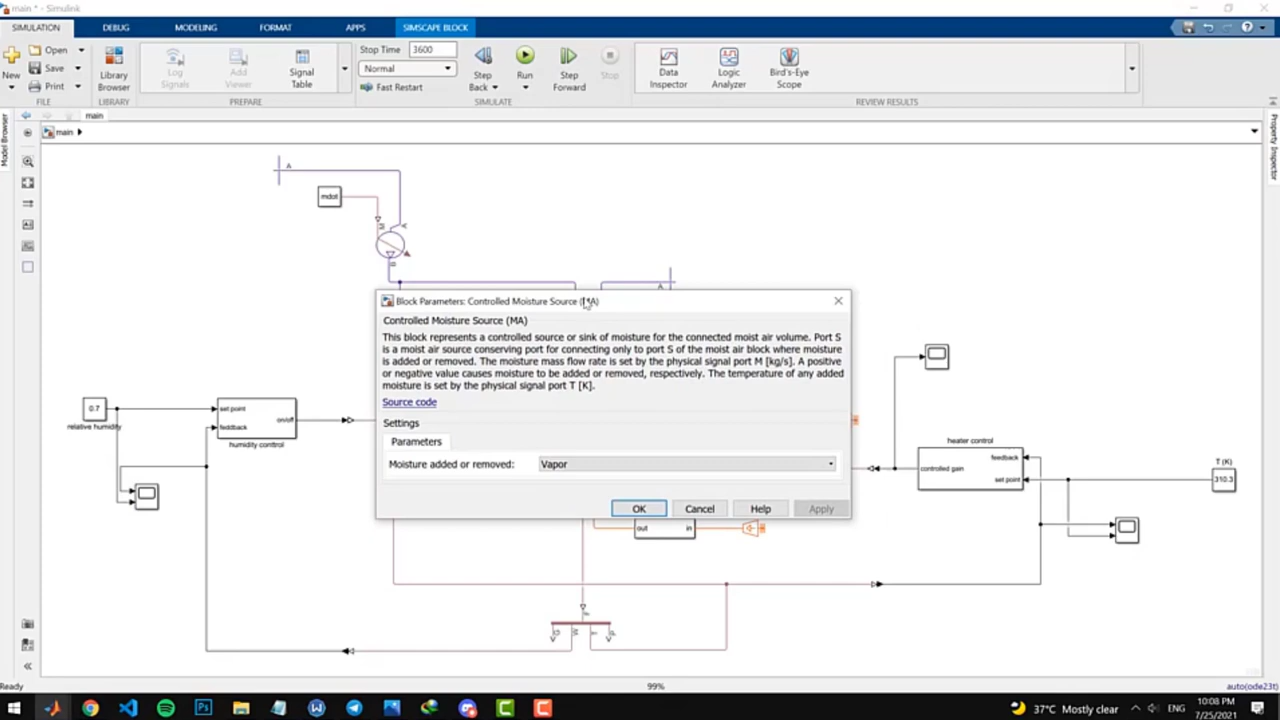 main * - Simulink
SIMULATION DEBUG MODELING FORMAT APPS SIMSCAPE BLOCK
New
Open
Save
Print
FILE
Library
Browser
LIBRARY
Log
Signals
Add
Viewer
Signal
Table
PREPARE
Stop Time 3600
Normal
Fast Restart
Step
Back
Run
Step
Forward
Stop
SIMULATE
Data
Inspector
Logic
Analyzer
Bird's-Eye
Scope
REVIEW RESULTS
main
main
Model Browser
Property Inspector
A
mdot
M
A
B
A
Block Parameters: Controlled Moisture Source (MA)
Controlled Moisture Source (MA)
This block represents a controlled source or sink of moisture for the connected moist air volume. Port S
is a moist air source conserving port for connecting only to port S of the moist air block where moisture
is added or removed. The moisture mass flow rate is set by the physical signal port M [kg/s]. A positive
or negative value causes moisture to be added or removed, respectively. The temperature of any added
moisture is set by the physical signal port T [K].
Source code
Settings
Parameters
Moisture added or removed: Vapor
OK Cancel Help Apply
0.7
relative humidity
set point
feddback
on/off
humidity conttrol
heater control
feedback
controlled gain
set point
T (K)
310.3
out in
F
G W T P
Ready
99%
auto(ode23t)
37°C Mostly clear
ENG
10:08 PM
7/25/2021